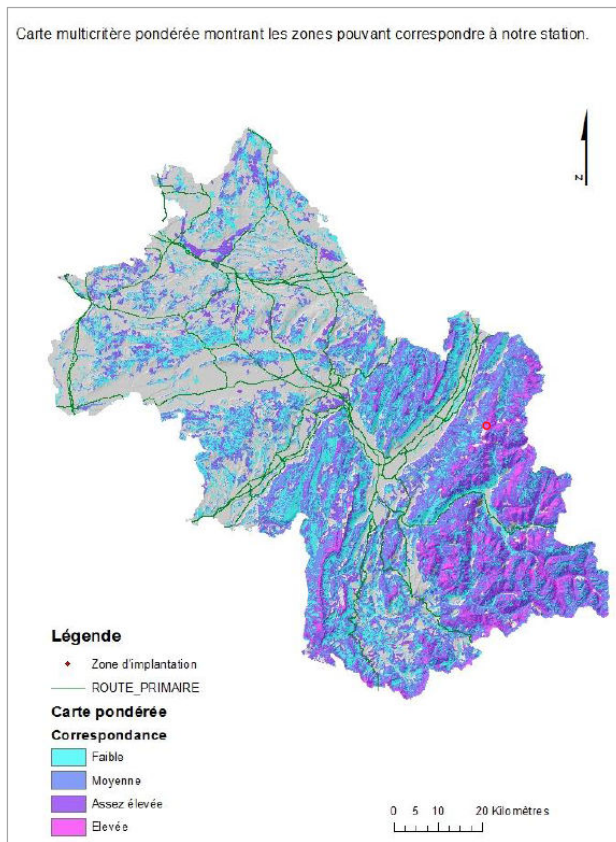 Carte multicritère pondérée montrant les zones pouvant correspondre à notre station.
N
Légende
Zone d'implantation
ROUTE_PRIMAIRE
Carte pondérée
Correspondance
Faible
Moyenne
Assez élevée
Elevée
0 5 10 20 Kilomètres